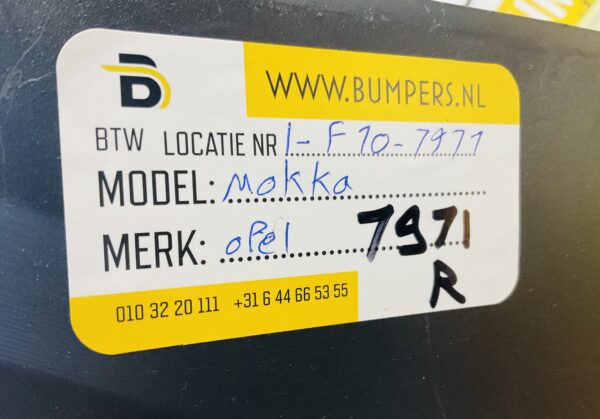 B
WWW.BUMPERS.NL
BTW LOCATIE NR 1-F10-7971
MODEL: Mokka
MERK: opel 7971
R
010 32 20 111 +31 6 44 66 53 55